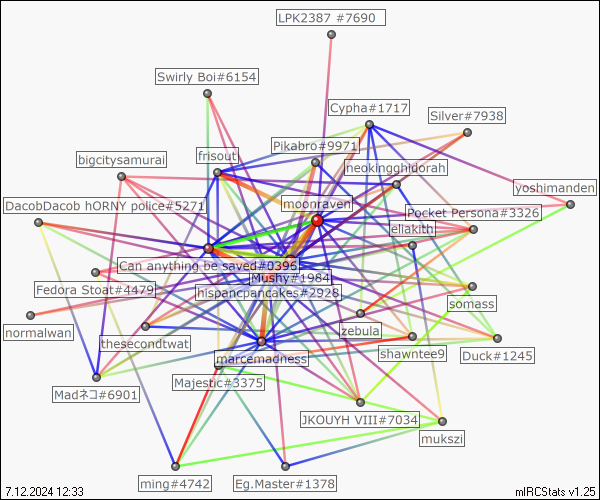 LPK2387 #7690
Swirly Boi#6154
Cypha#1717
Silver#7938
Pikabro#9971
bigcitysamurai
frisout
neokingghidorah
yoshimanden
DacobDacob hORNY police#5271
moonraven
Pocket Persona#3326
eliakith
Can anything be saved#0396
Mushy#1984
Fedora Stoat#4479
hispancpancakes#2928
somass
normalwan
zebula
thesecondtwat
marcemadness
shawntee9
Duck#1245
Majestic#3375
Madネコ#6901
JKOUYH VIII#7034
mukszi
ming#4742
Eg.Master#1378
7.12.2024 12:33
mIRCStats v1.25